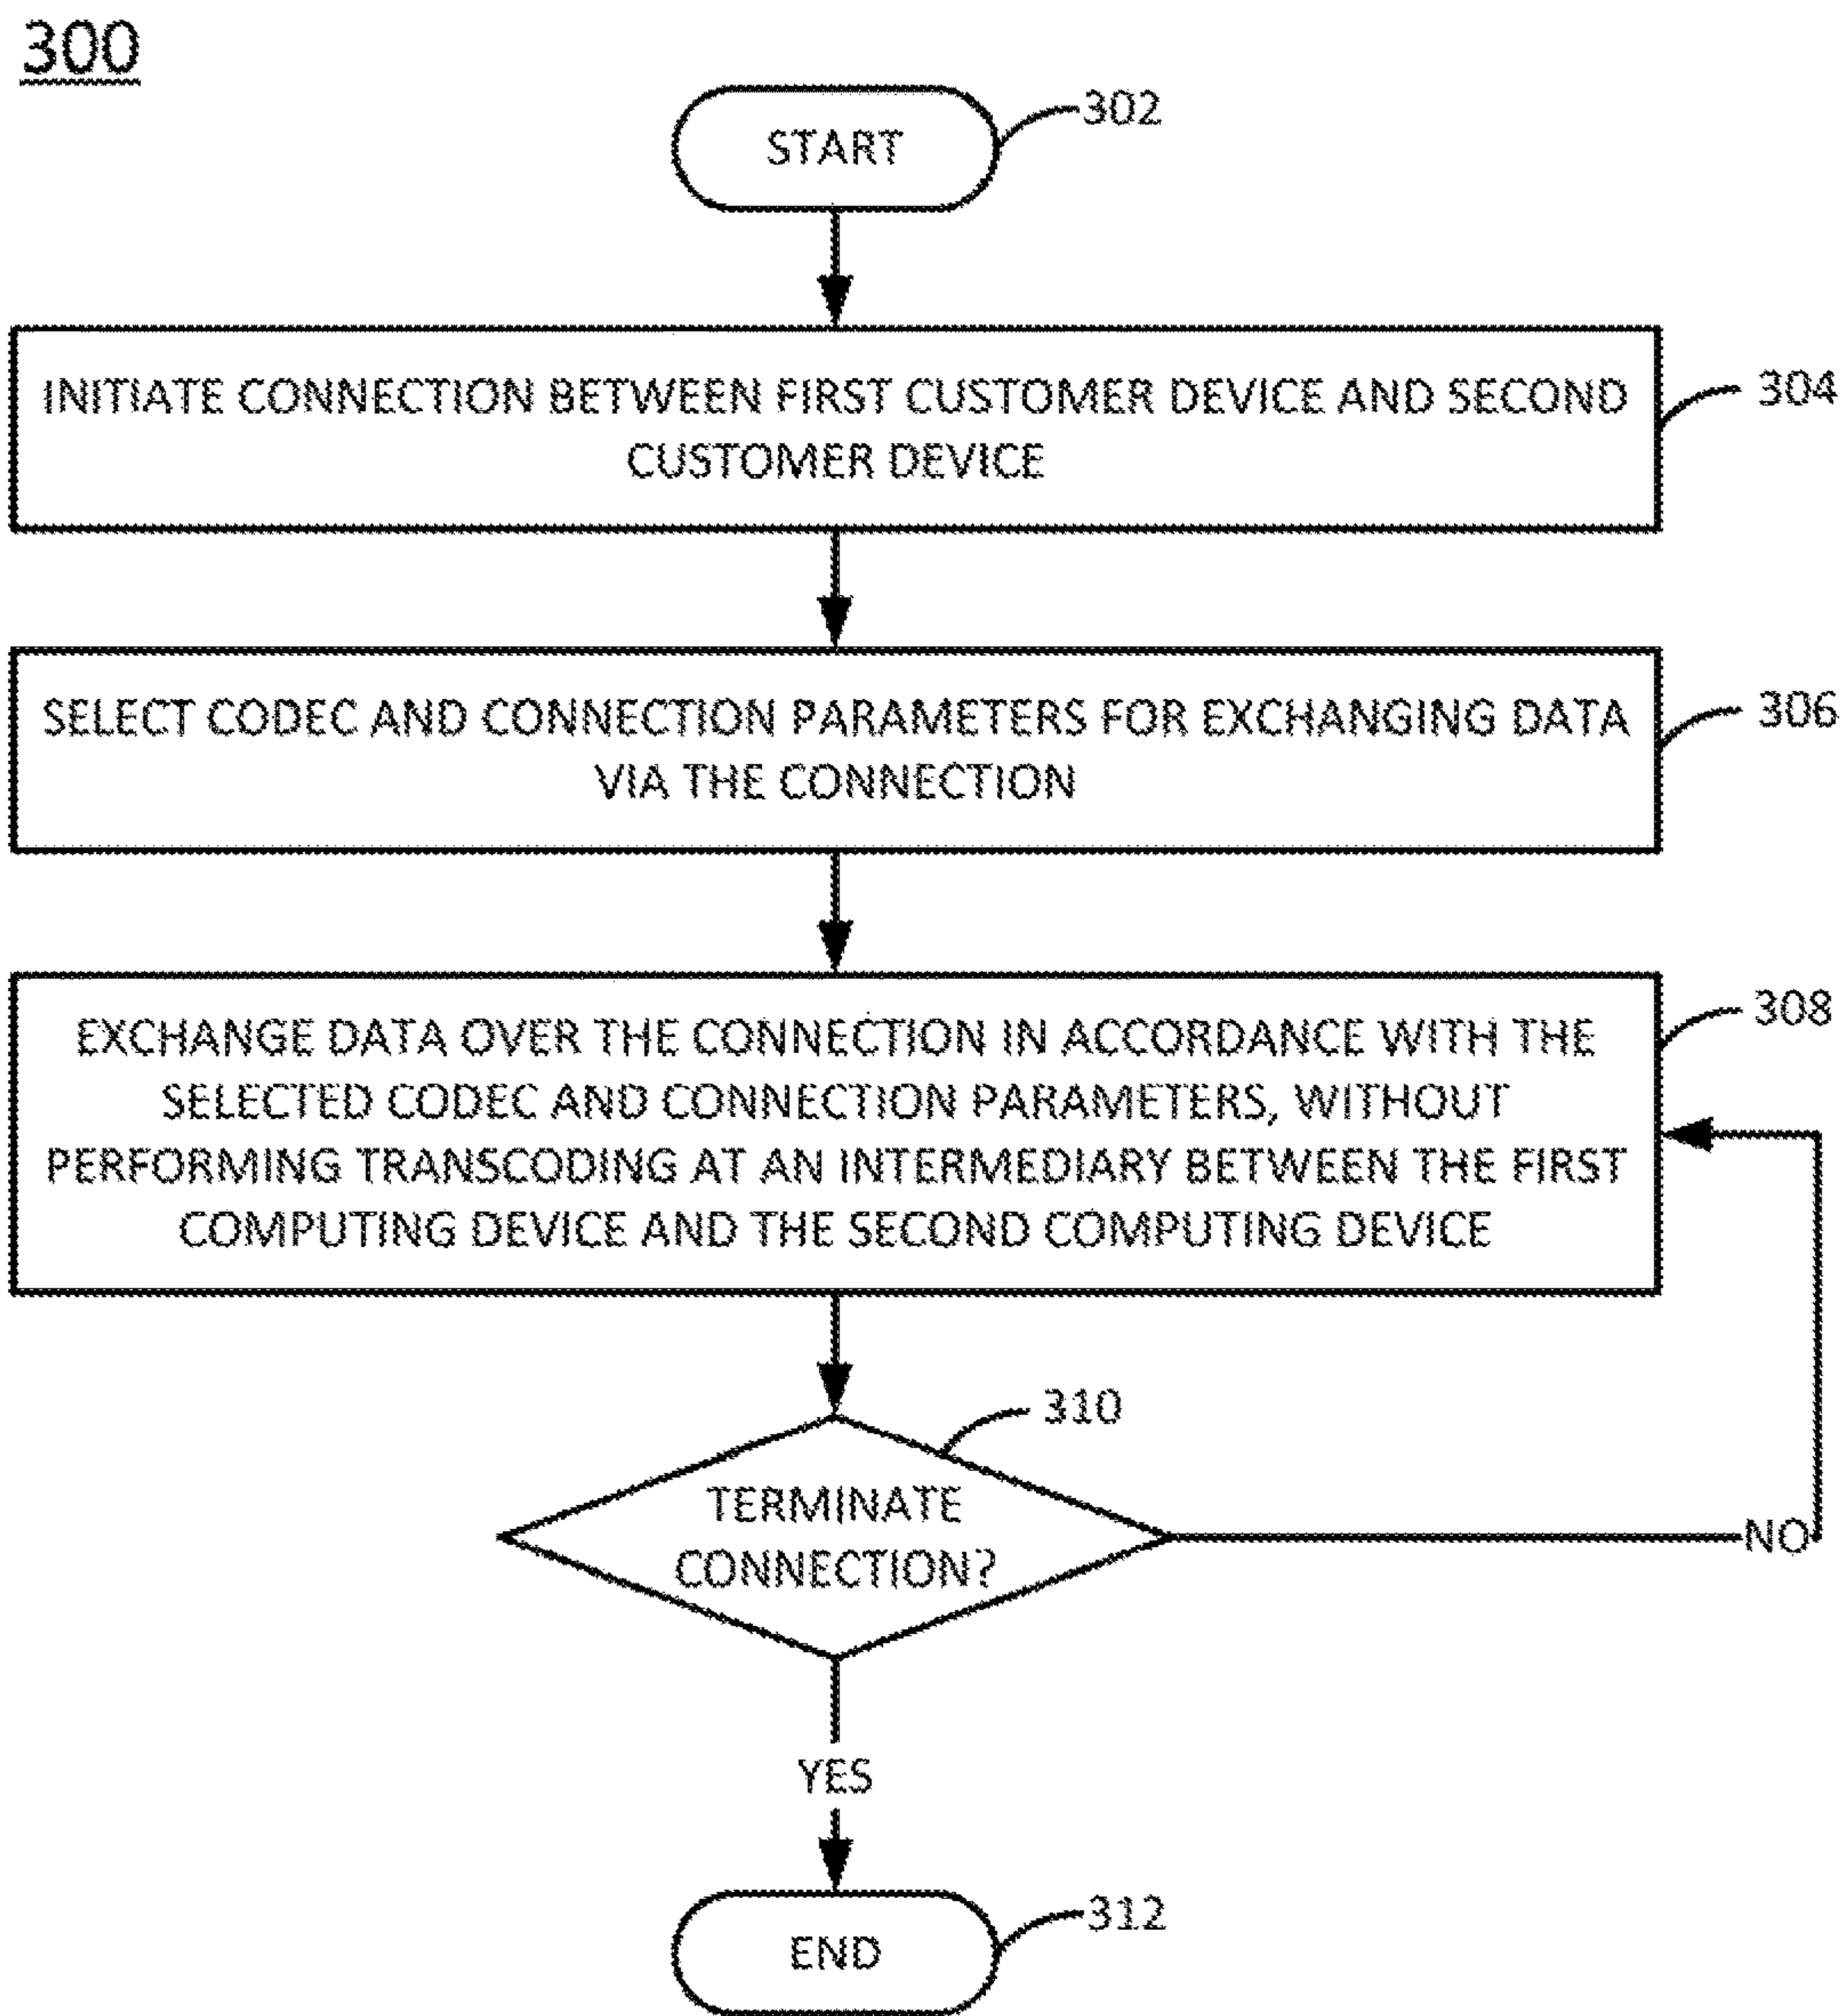 300
START
302
INITIATE CONNECTION BETWEEN FIRST CUSTOMER DEVICE AND SECOND
CUSTOMER DEVICE
304
SELECT CODEC AND CONNECTION PARAMETERS FOR EXCHANGING DATA
VIA THE CONNECTION
306
EXCHANGE DATA OVER THE CONNECTION IN ACCORDANCE WITH THE
SELECTED CODEC AND CONNECTION PARAMETERS, WITHOUT
PERFORMING TRANSCODING AT AN INTERMEDIARY BETWEEN THE FIRST
COMPUTING DEVICE AND THE SECOND COMPUTING DEVICE
308
310
TERMINATE
CONNECTION?
NO
YES
END
312